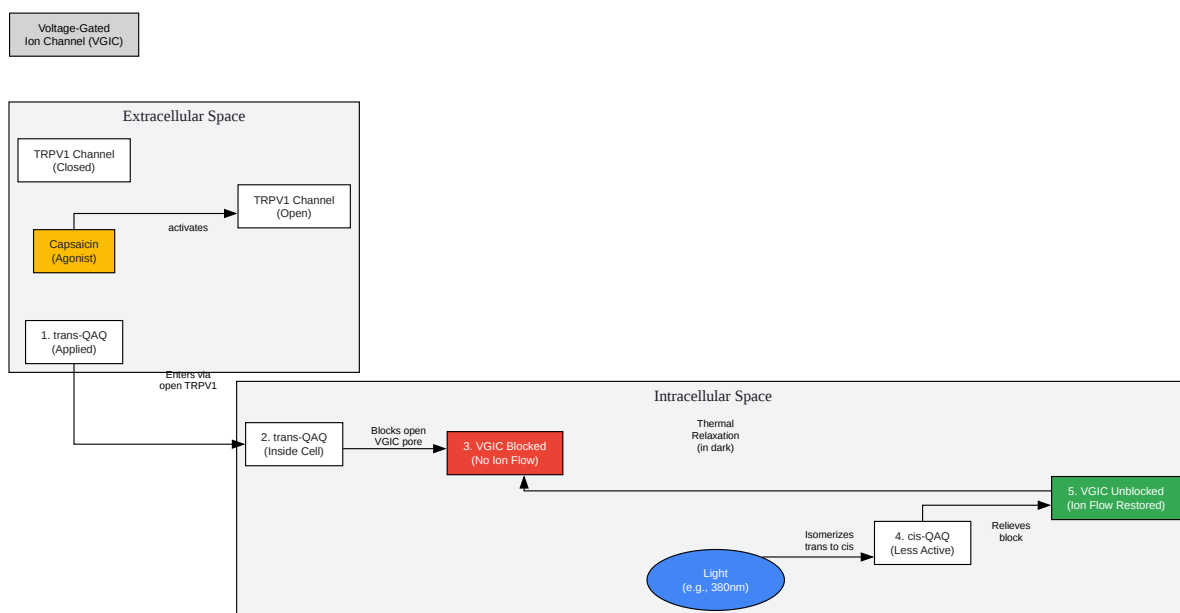 Voltage-Gated
Ion Channel (VGIC)
Extracellular Space
TRPV1 Channel
(Closed)
TRPV1 Channel
(Open)
activates
Capsaicin
(Agonist)
1. trans-QAQ
(Applied)
Enters via
open TRPV1
Intracellular Space
2. trans-QAQ
(Inside Cell)
Blocks open
VGIC pore
3. VGIC Blocked
(No Ion Flow)
Thermal
Relaxation
(in dark)
5. VGIC Unblocked
(Ion Flow Restored)
Isomerizes
trans to cis
4. cis-QAQ
(Less Active)
Relieves
block
Light
(e.g., 380nm)